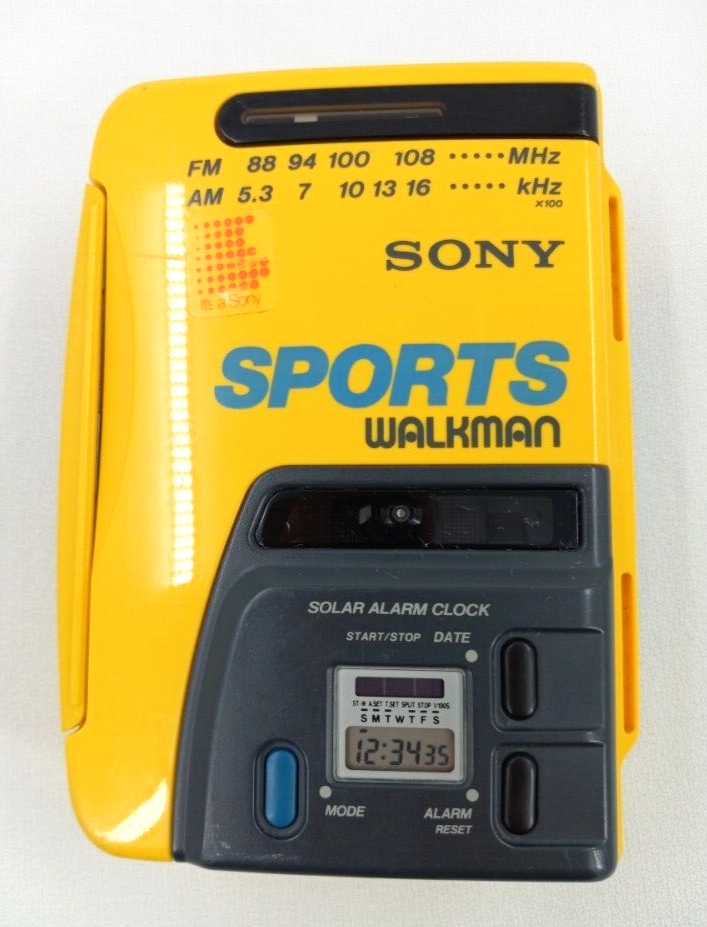 FM 88 94 100 108 ·····MHz
AM 5.3 7 10 13 16 ····· kHz
×100
It's a Sony
SONY
SPORTS
WALKMAN
SOLAR ALARM CLOCK
START/STOP DATE
ST-W A.SET T.SET SPLIT STOP 1/100S
S M T W T F S
12:34 35
MODE
ALARM
RESET